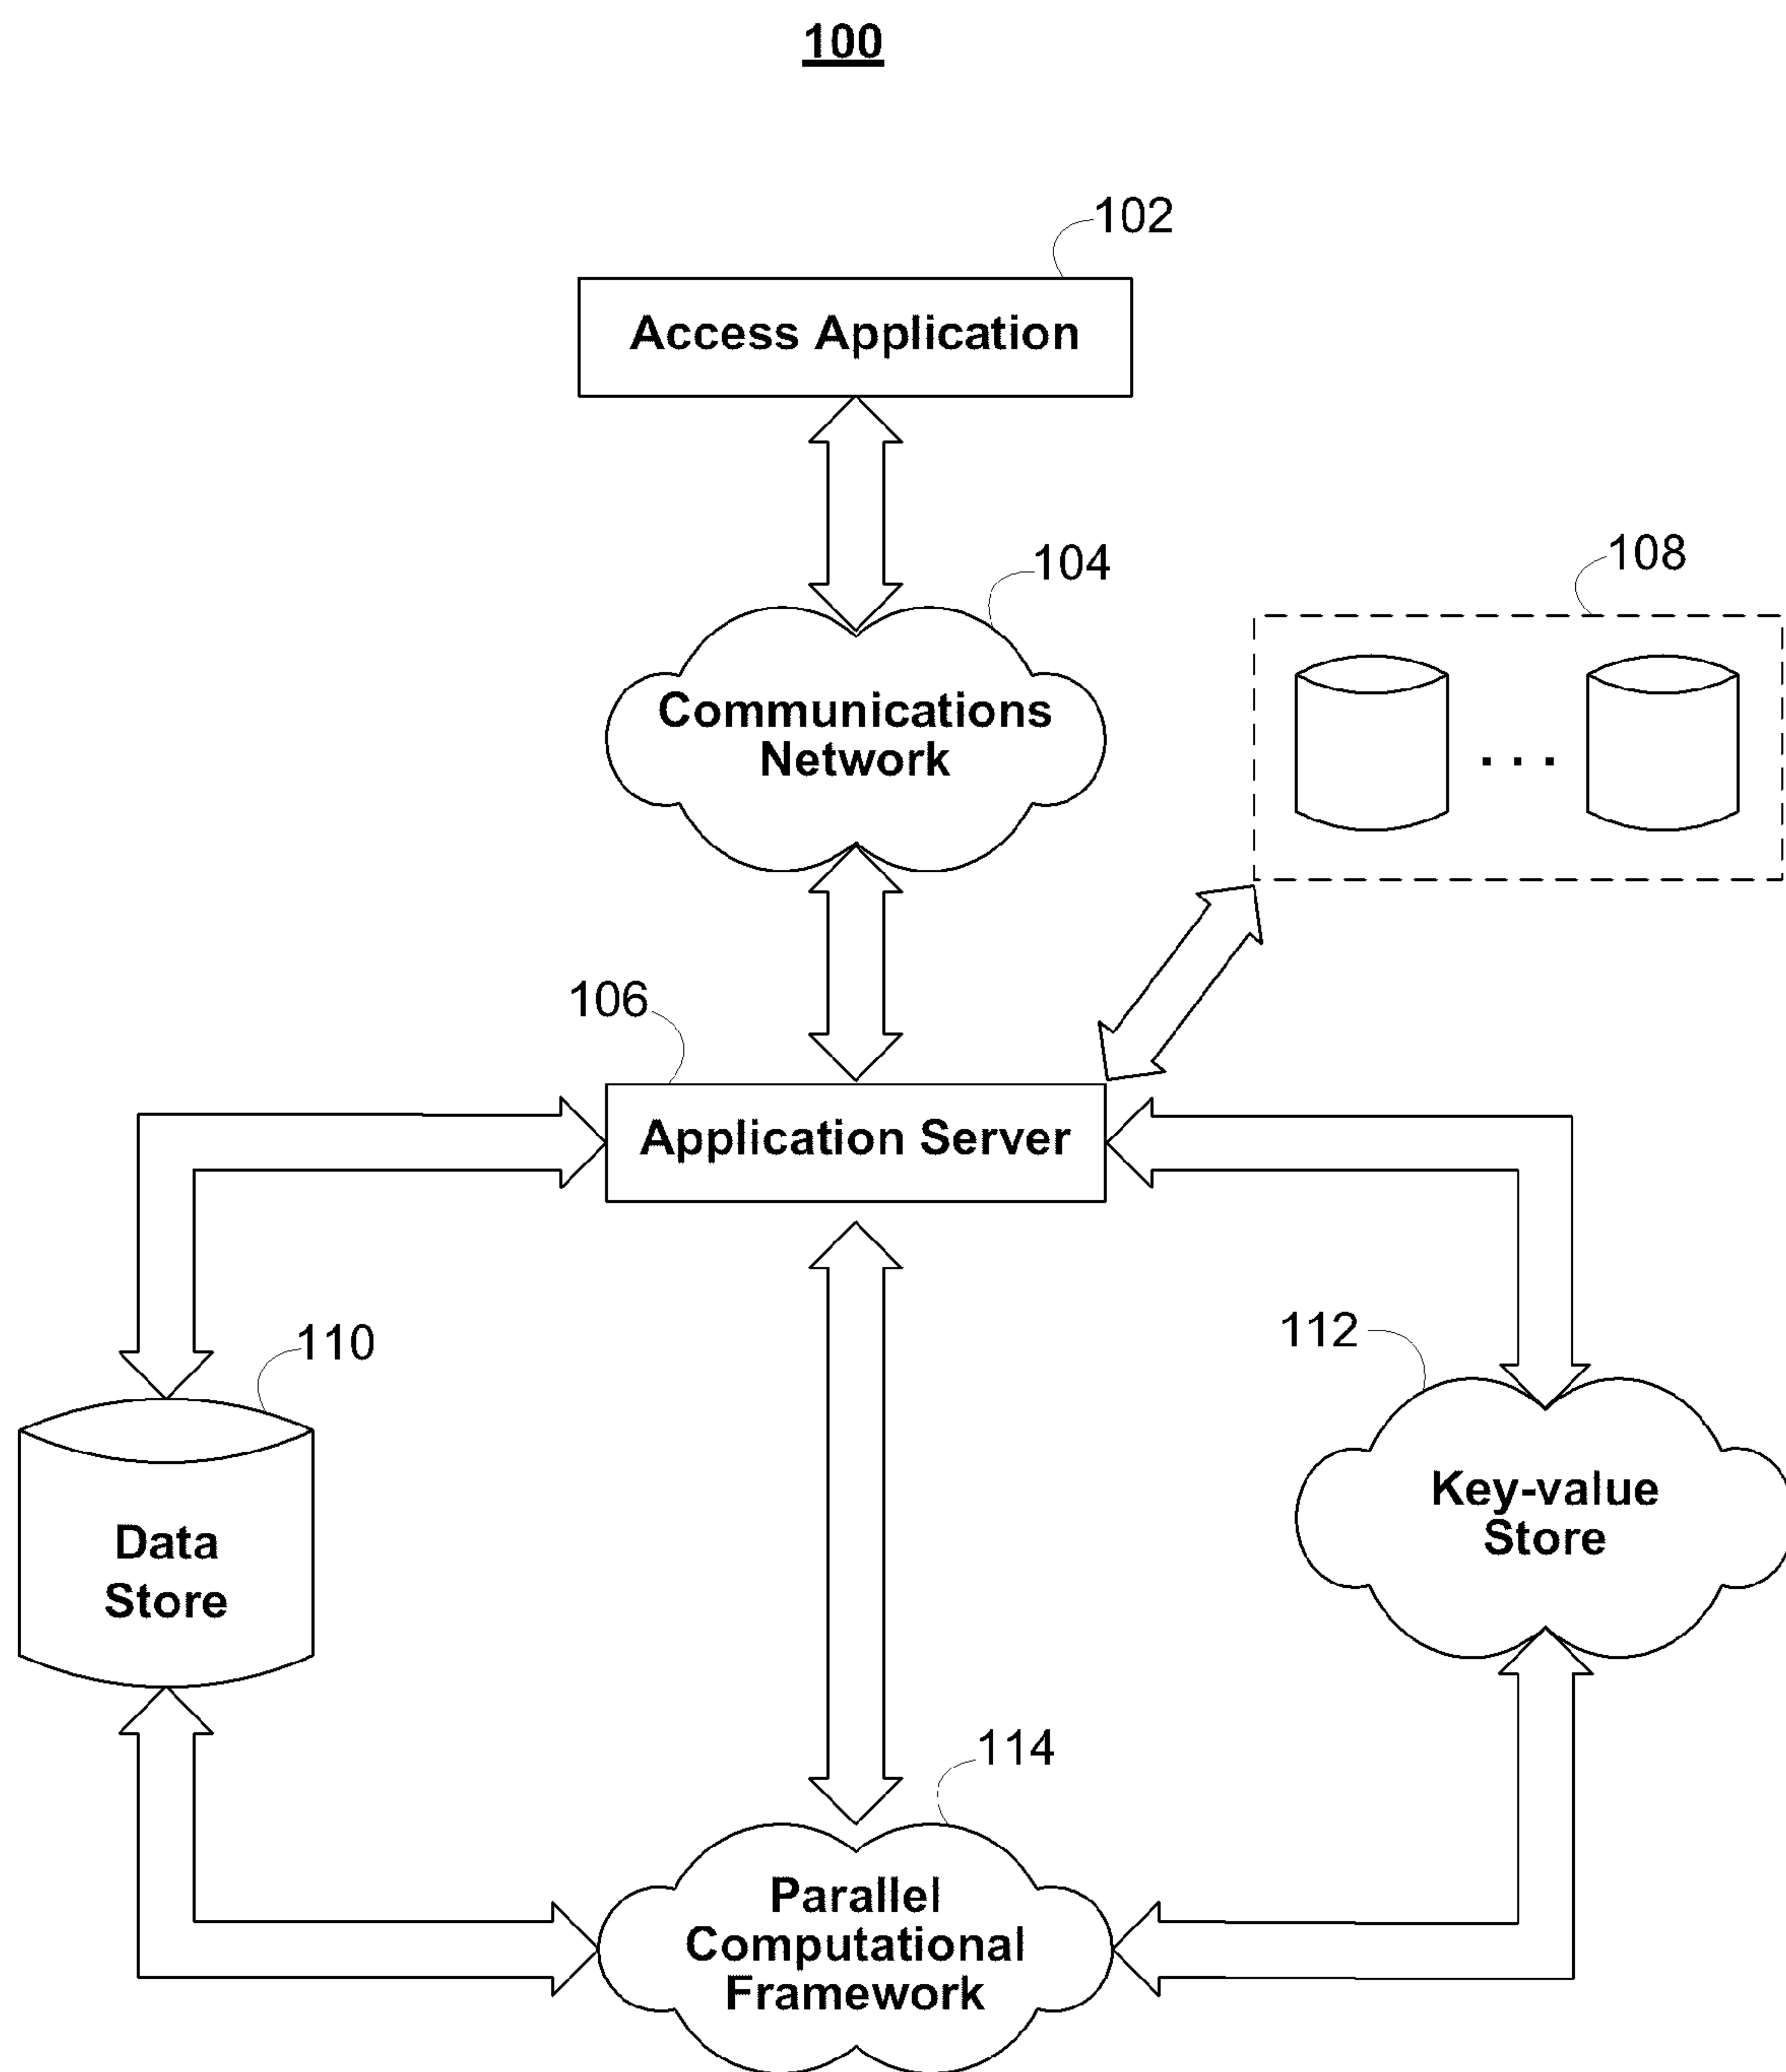 100
102
Access Application
104
108
Communications
Network
. . .
106
Application Server
110
112
Data
Store
Key-value
Store
114
Parallel
Computational
Framework